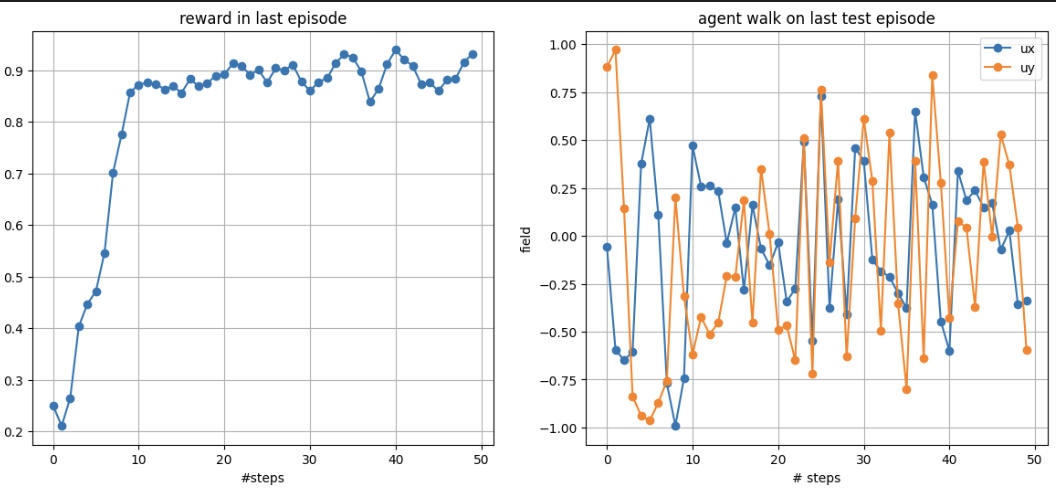 reward in last episode
0.9
0.8
0.7
0.6
0.5
0.4
0.3
0.2
0 10 20 30 40 50
#steps
agent walk on last test episode
ux
uy
field
1.00
0.75
0.50
0.25
0.00
−0.25
−0.50
−0.75
−1.00
0 10 20 30 40 50
# steps